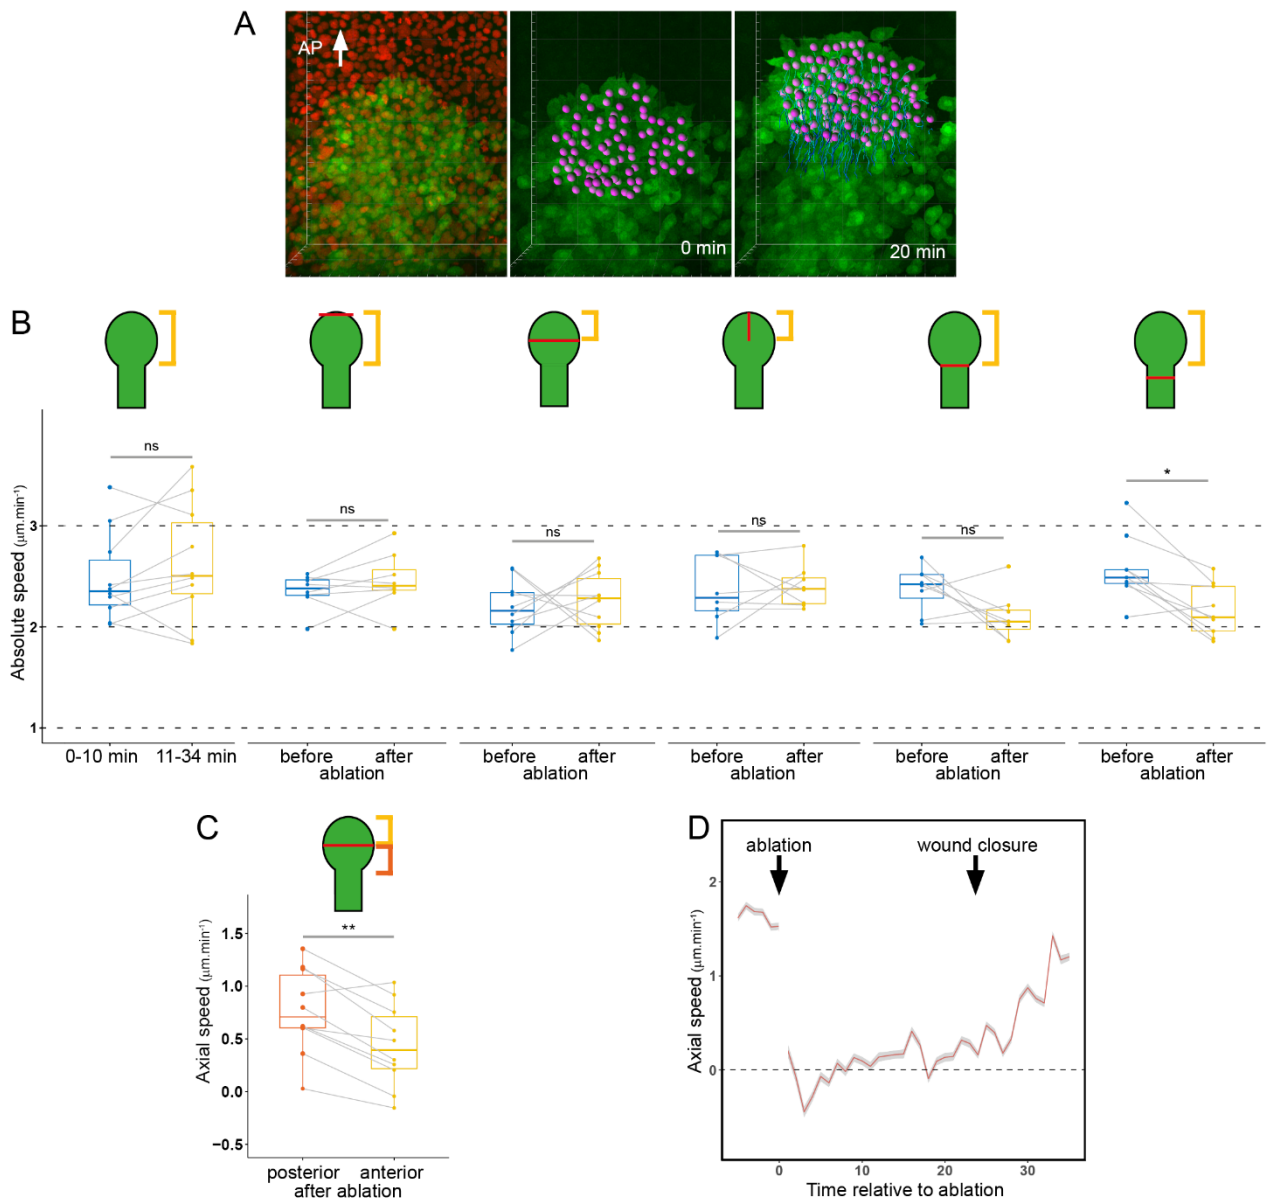 A
AP
0 min
20 min
B
Absolute speed (μm.min⁻¹)
3
2
1
ns
ns
ns
ns
ns
*
0-10 min 11-34 min
before after
ablation
before after
ablation
before after
ablation
before after
ablation
before after
ablation
C
Axial speed (μm.min⁻¹)
1.5
1.0
0.5
0.0
−0.5
**
posterior anterior
after ablation
D
ablation
wound closure
Axial speed (μm.min⁻¹)
2
1
0
0 10 20 30
Time relative to ablation